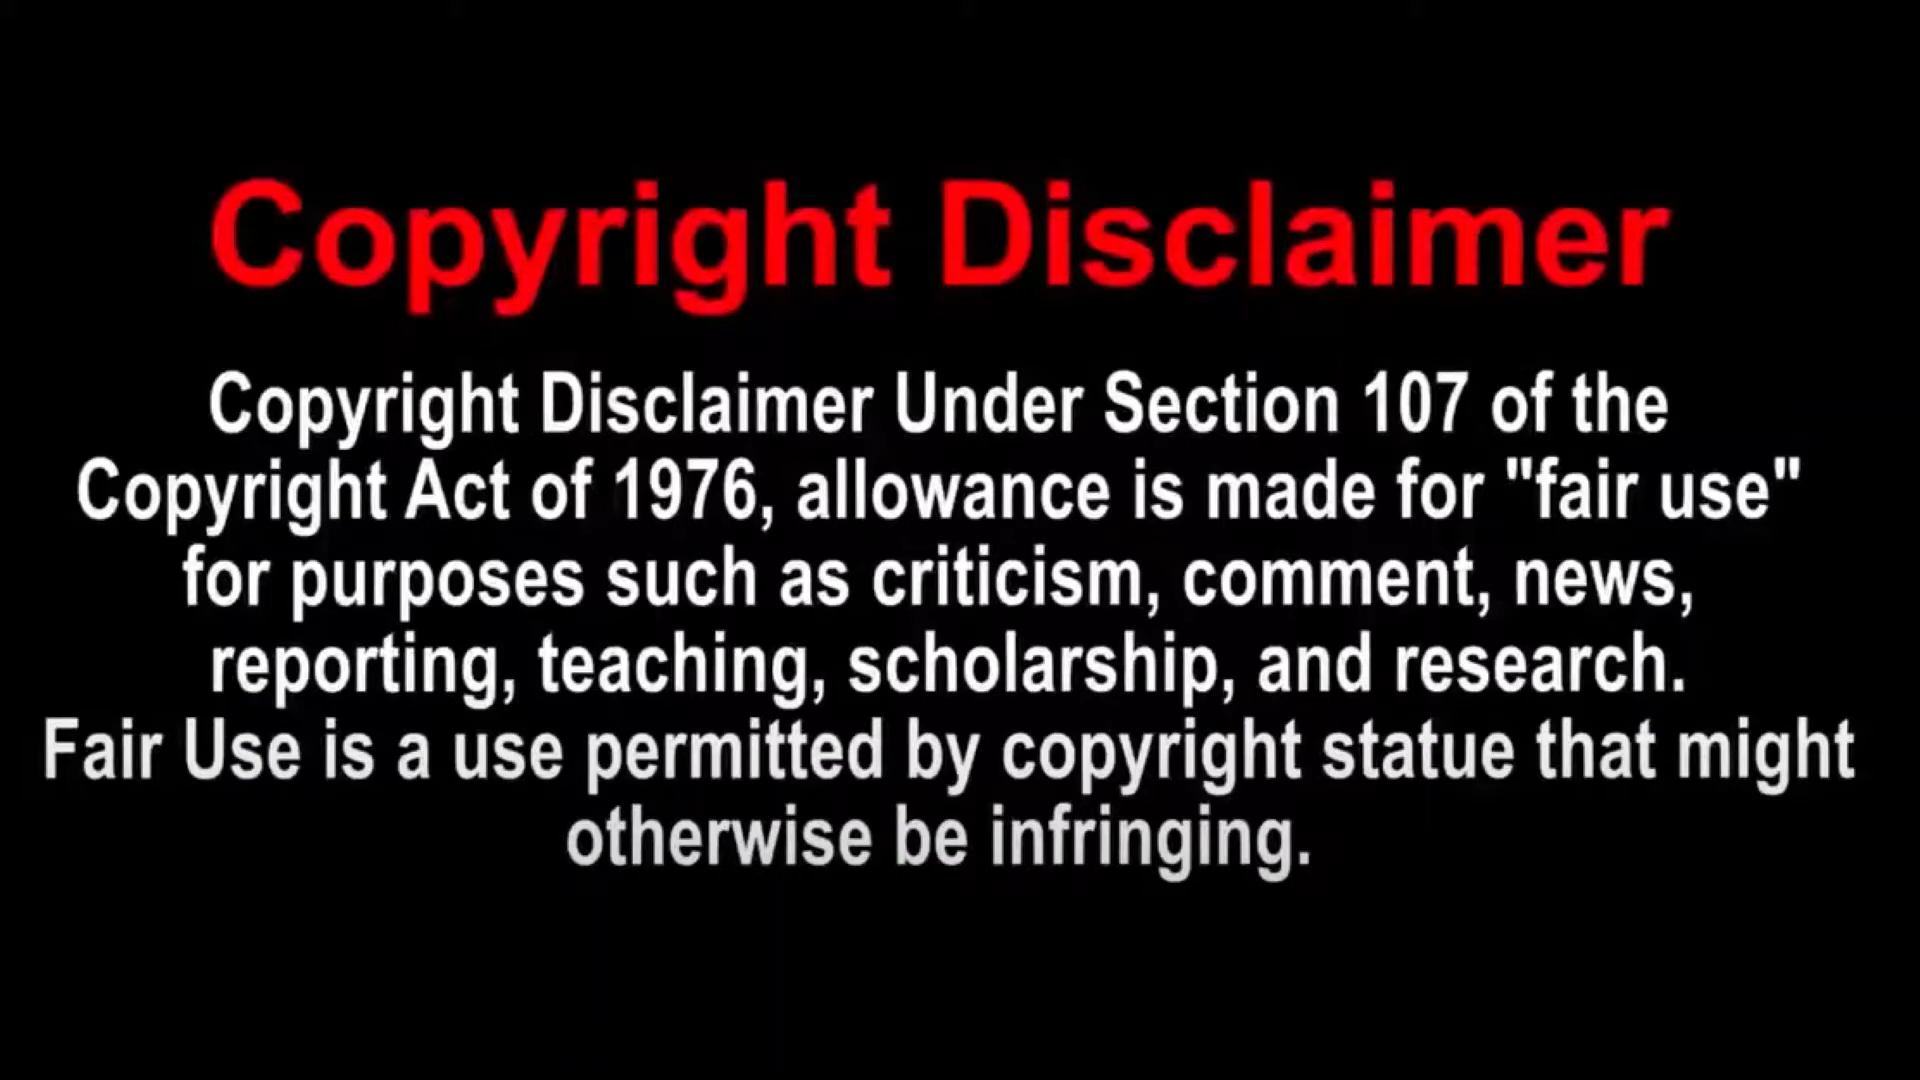 Copyright Disclaimer
Copyright Disclaimer Under Section 107 of the
Copyright Act of 1976, allowance is made for "fair use"
for purposes such as criticism, comment, news,
reporting, teaching, scholarship, and research.
Fair Use is a use permitted by copyright statue that might
otherwise be infringing.